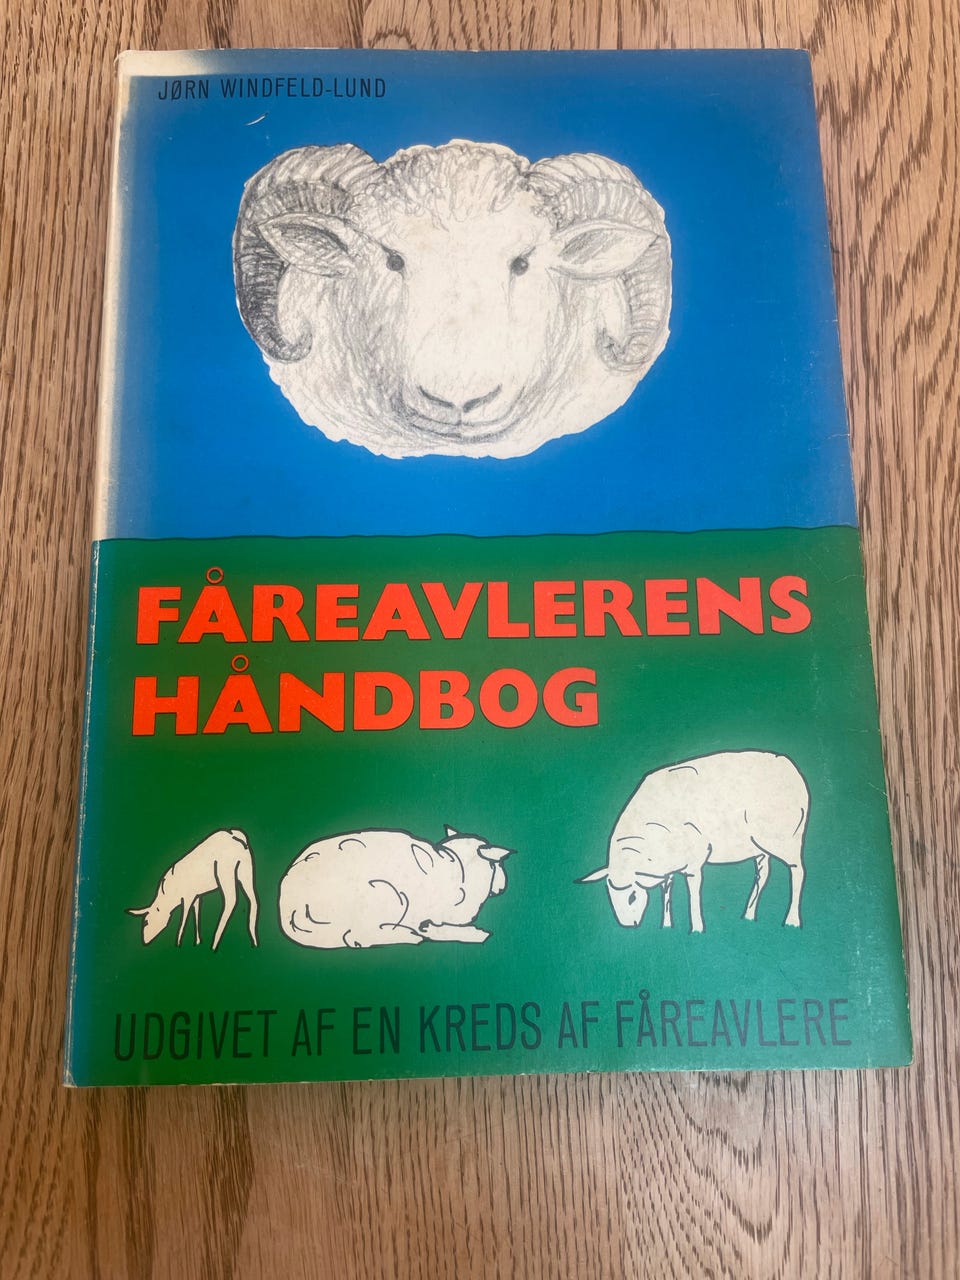 JØRN WINDFELD-LUND
FÅREAVLERENS
HÅNDBOG
UDGIVET AF EN KREDS AF FÅREAVLERE